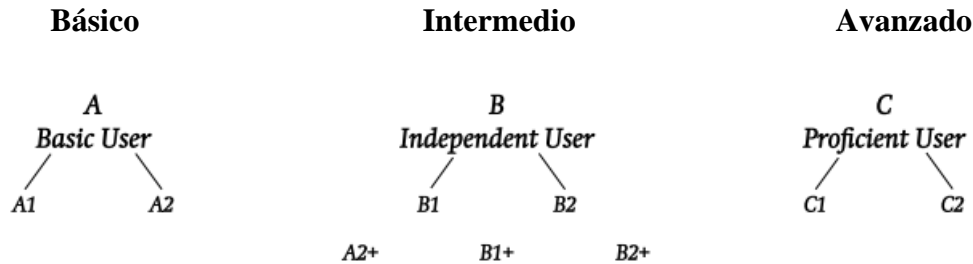 Básico Intermedio Avanzado
A B C
Basic User Independent User Proficient User
A1 A2 B1 B2 C1 C2
A2+ B1+ B2+